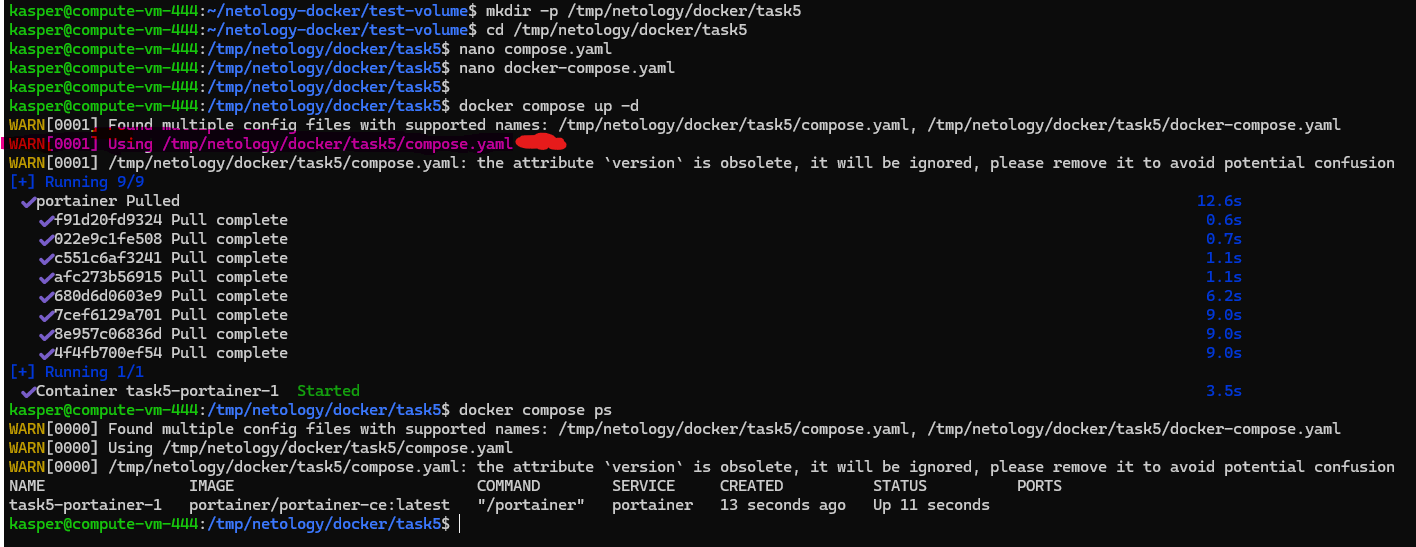 kasper@compute-vm-444:~/netology-docker/test-volume$ mkdir -p /tmp/netology/docker/task5
kasper@compute-vm-444:~/netology-docker/test-volume$ cd /tmp/netology/docker/task5
kasper@compute-vm-444:/tmp/netology/docker/task5$ nano compose.yaml
kasper@compute-vm-444:/tmp/netology/docker/task5$ nano docker-compose.yaml
kasper@compute-vm-444:/tmp/netology/docker/task5$
kasper@compute-vm-444:/tmp/netology/docker/task5$ docker compose up -d
WARN[0001] Found multiple config files with supported names: /tmp/netology/docker/task5/compose.yaml, /tmp/netology/docker/task5/docker-compose.yaml
WARN[0001] Using /tmp/netology/docker/task5/compose.yaml
WARN[0001] /tmp/netology/docker/task5/compose.yaml: the attribute `version` is obsolete, it will be ignored, please remove it to avoid potential confusion
[+] Running 9/9
✔portainer Pulled 12.6s
✔f91d20fd9324 Pull complete 0.6s
✔022e9c1fe508 Pull complete 0.7s
✔c551c6af3241 Pull complete 1.1s
✔afc273b56915 Pull complete 1.1s
✔680d6d0603e9 Pull complete 6.2s
✔7cef6129a701 Pull complete 9.0s
✔8e957c06836d Pull complete 9.0s
✔4f4fb700ef54 Pull complete 9.0s
[+] Running 1/1
✔Container task5-portainer-1 Started 3.5s
kasper@compute-vm-444:/tmp/netology/docker/task5$ docker compose ps
WARN[0000] Found multiple config files with supported names: /tmp/netology/docker/task5/compose.yaml, /tmp/netology/docker/task5/docker-compose.yaml
WARN[0000] Using /tmp/netology/docker/task5/compose.yaml
WARN[0000] /tmp/netology/docker/task5/compose.yaml: the attribute `version` is obsolete, it will be ignored, please remove it to avoid potential confusion
NAME IMAGE COMMAND SERVICE CREATED STATUS PORTS
task5-portainer-1 portainer/portainer-ce:latest "/portainer" portainer 13 seconds ago Up 11 seconds
kasper@compute-vm-444:/tmp/netology/docker/task5$